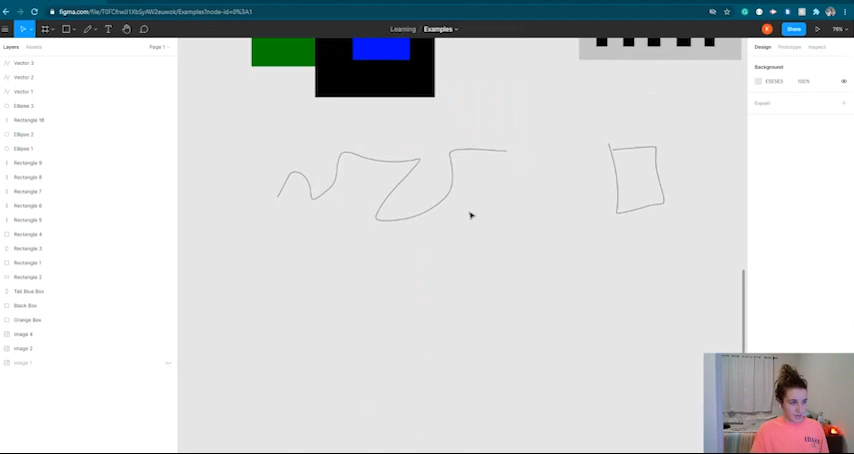 figma.com/file/T0FCfnxJJ1XbSyAW2euwok/Examples?node-id=0%3A1
Learning / Examples
K
Share
76%
Layers
Assets
Page 1
Design
Prototype
Inspect
Vector 3
Vector 2
Vector 1
Ellipse 3
Rectangle 10
Ellipse 2
Ellipse 1
Rectangle 9
Rectangle 8
Rectangle 7
Rectangle 6
Rectangle 5
Rectangle 4
Rectangle 3
Rectangle 1
Rectangle 2
Tall Blue Box
Black Box
Orange Box
image 4
image 2
image 1
Background
E5E5E5
100%
Export